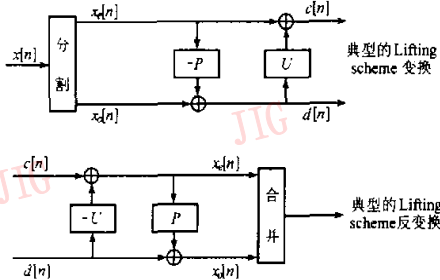 xₑ[n]
c[n]
x[n]
分割
-P
U
典型的Lifting
scheme 变换
xₒ[n]
d[n]
JIG
c[n]
xₑ[n]
JIG
-U
P
合并
典型的Lifting
scheme反变换
d[n]
xₒ[n]